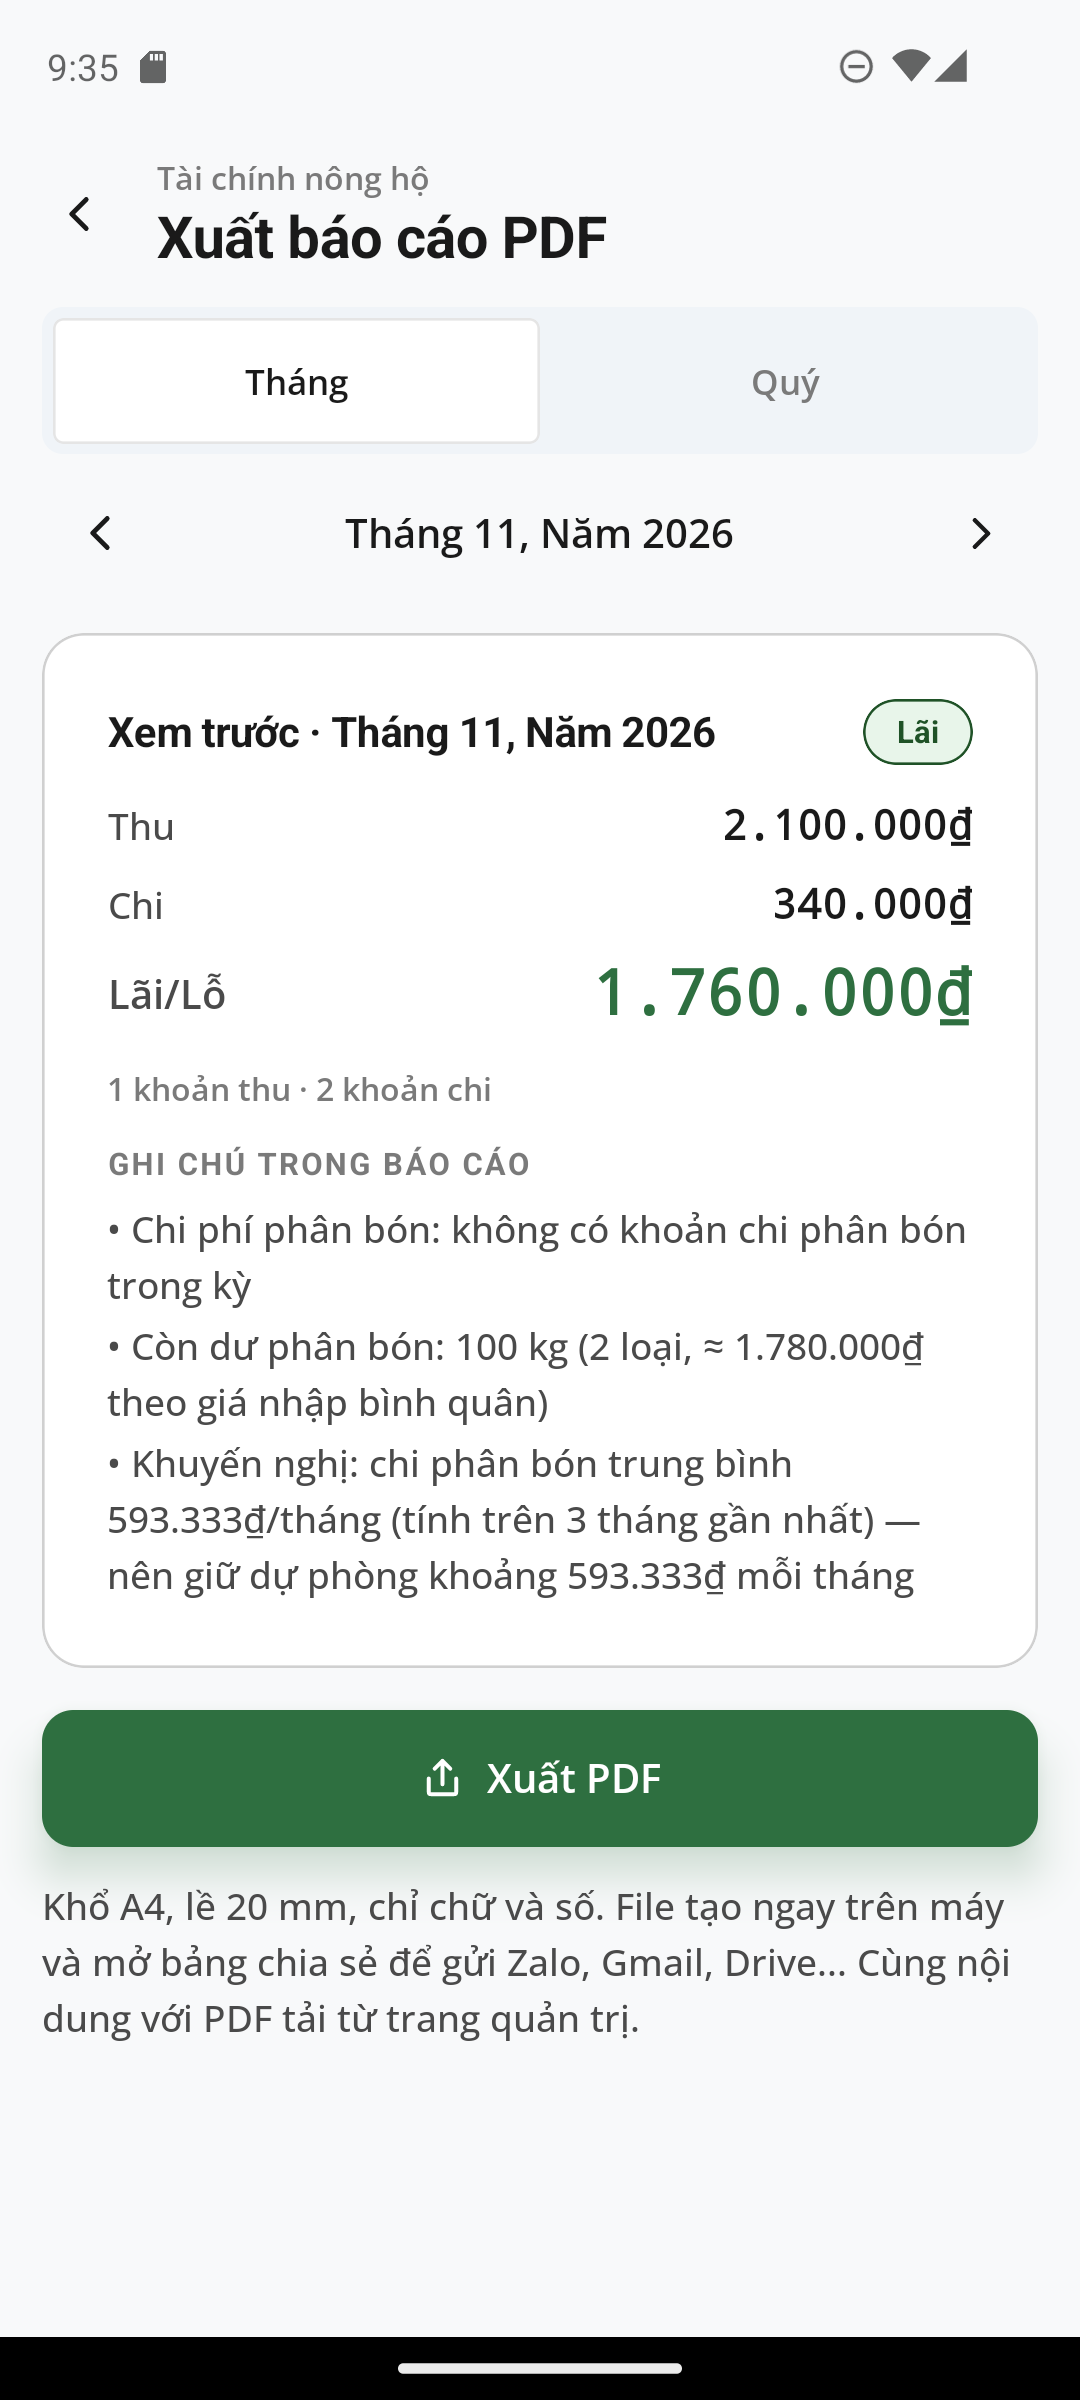 9:35
Tài chính nông hộ
Xuất báo cáo PDF
Tháng
Quý
Tháng 11, Năm 2026
Xem trước · Tháng 11, Năm 2026
Lãi
Thu
2.100.000₫
Chi
340.000₫
Lãi/Lỗ
1.760.000₫
1 khoản thu · 2 khoản chi
GHI CHÚ TRONG BÁO CÁO
• Chi phí phân bón: không có khoản chi phân bón
trong kỳ
• Còn dư phân bón: 100 kg (2 loại, ≈ 1.780.000₫
theo giá nhập bình quân)
• Khuyến nghị: chi phân bón trung bình
593.333₫/tháng (tính trên 3 tháng gần nhất) —
nên giữ dự phòng khoảng 593.333₫ mỗi tháng
Xuất PDF
Khổ A4, lề 20 mm, chỉ chữ và số. File tạo ngay trên máy
và mở bảng chia sẻ để gửi Zalo, Gmail, Drive... Cùng nội
dung với PDF tải từ trang quản trị.